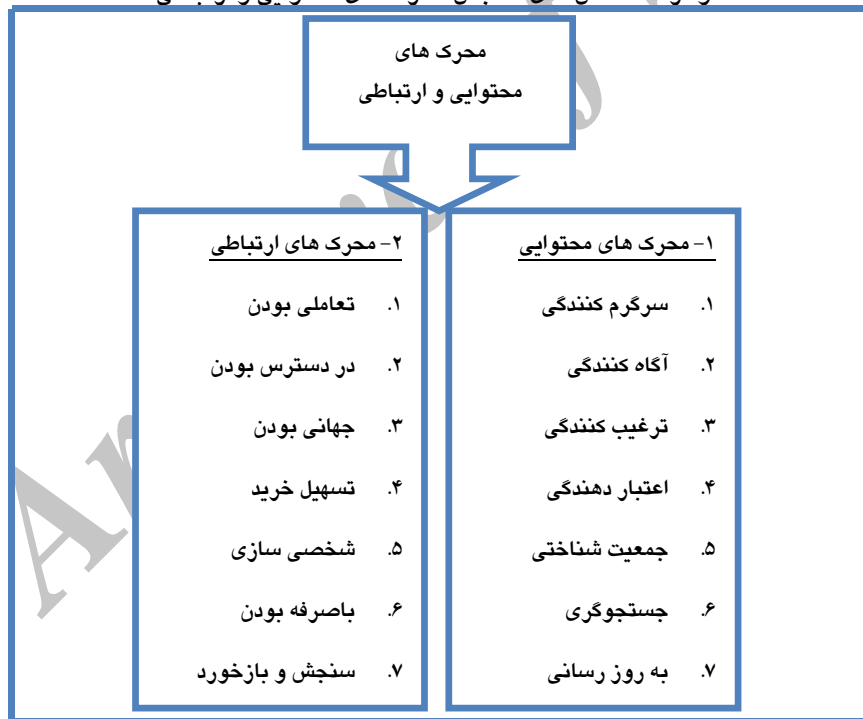 محرک های
محتوایی و ارتباطی
۱- محرک های محتوایی
۱. سرگرم کنندگی
۲. آگاه کنندگی
۳. ترغیب کنندگی
۴. اعتبار دهندگی
۵. جمعیت شناختی
۶. جستجوگری
۷. به روز رسانی
۲- محرک های ارتباطی
۱. تعاملی بودن
۲. در دسترس بودن
۳. جهانی بودن
۴. تسهیل خرید
۵. شخصی سازی
۶. باصرفه بودن
۷. سنجش و بازخورد